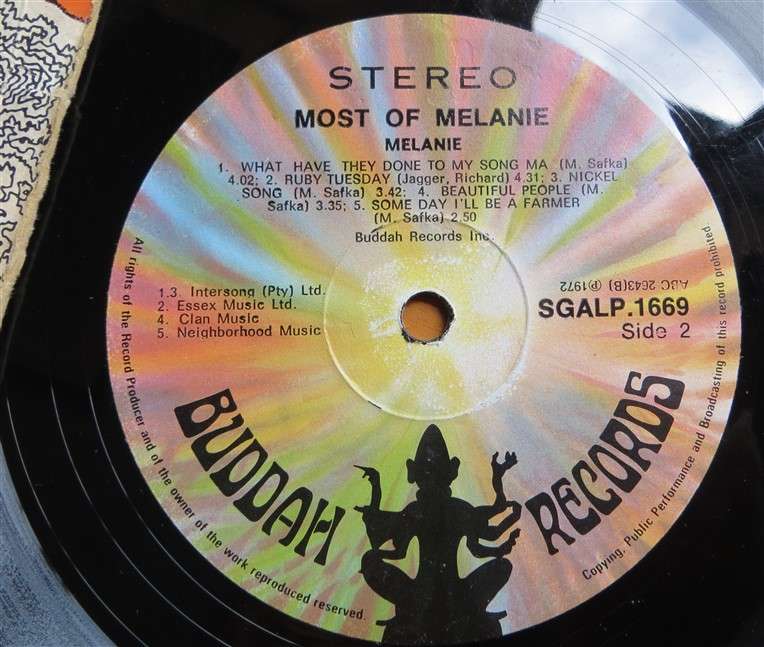 STEREO
MOST OF MELANIE
MELANIE
1. WHAT HAVE THEY DONE TO MY SONG MA (M. Safka)
4.02; 2. RUBY TUESDAY (Jagger, Richard) 4.31; 3. NICKEL
SONG (M. Safka) 3.42; 4. BEAUTIFUL PEOPLE (M.
Safka) 3.35; 5. SOME DAY I'LL BE A FARMER
(M. Safka) 2.50
Buddah Records Inc.
1.3. Intersong (Pty) Ltd.
2. Essex Music Ltd.
4. Clan Music
5. Neighborhood Music
ABC 2643(B) Ⓟ1972
SGALP.1669
Side 2
BUDDAH RECORDS
All rights of the Record Producer and of the owner of the work reproduced reserved.
Copying, Public Performance and Broadcasting of this record prohibited.